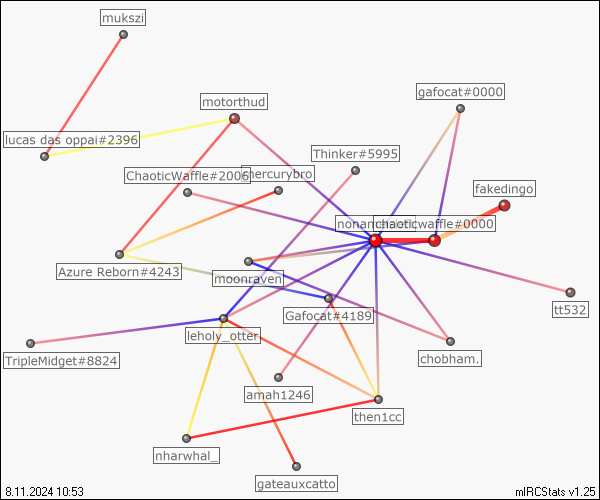 mukszi
gafocat#0000
motorthud
lucas das oppai#2396
Thinker#5995
ChaoticWaffle#2006
mercurybro
fakedingo
chaoticwaffle#0000
Azure Reborn#4243
moonraven
tt532
Gafocat#4189
leholy_otter
TripleMidget#8824
chobham.
amah1246
then1cc
nharwhal_
gateauxcatto
8.11.2024 10:53
mIRCStats v1.25